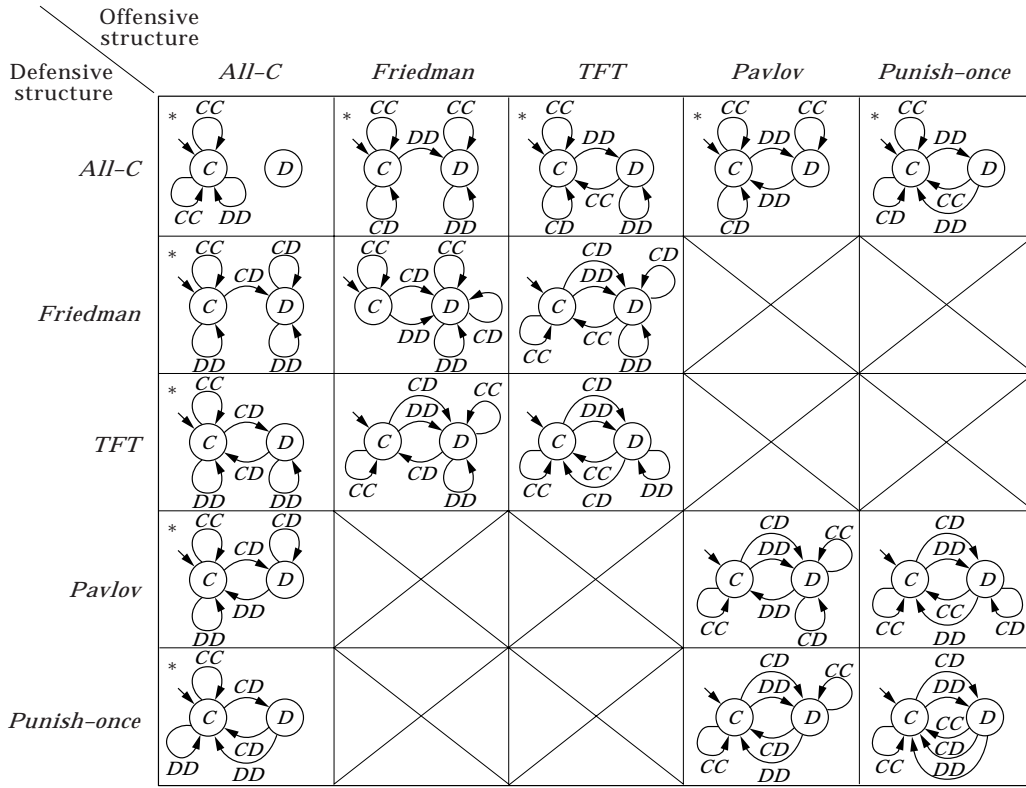 Offensive
structure
Defensive
structure
All–C Friedman TFT Pavlov Punish-once
* CC CC CC * CC * CC CC * CC
DD DD DD DD
All–C C D C D C D C D C D
CC DD CD DD CD CC DD CD DD CD CC DD
* CC CD CC CC CD CD
CD CD DD
Friedman C D C D C D
DD DD DD DD CD CC CC DD
* CC CD CC CD
CD DD DD
TFT C D C D C D
DD CD DD CC CD DD CC CC CD DD
* CC CD CD CC CD
CD DD DD
Pavlov C D C D C D
DD DD CC DD CD CC CC DD CD
* CC CD CC CD
CD DD DD
Punish-once C D C D C D
DD CD DD CC CD DD CC CC CD DD